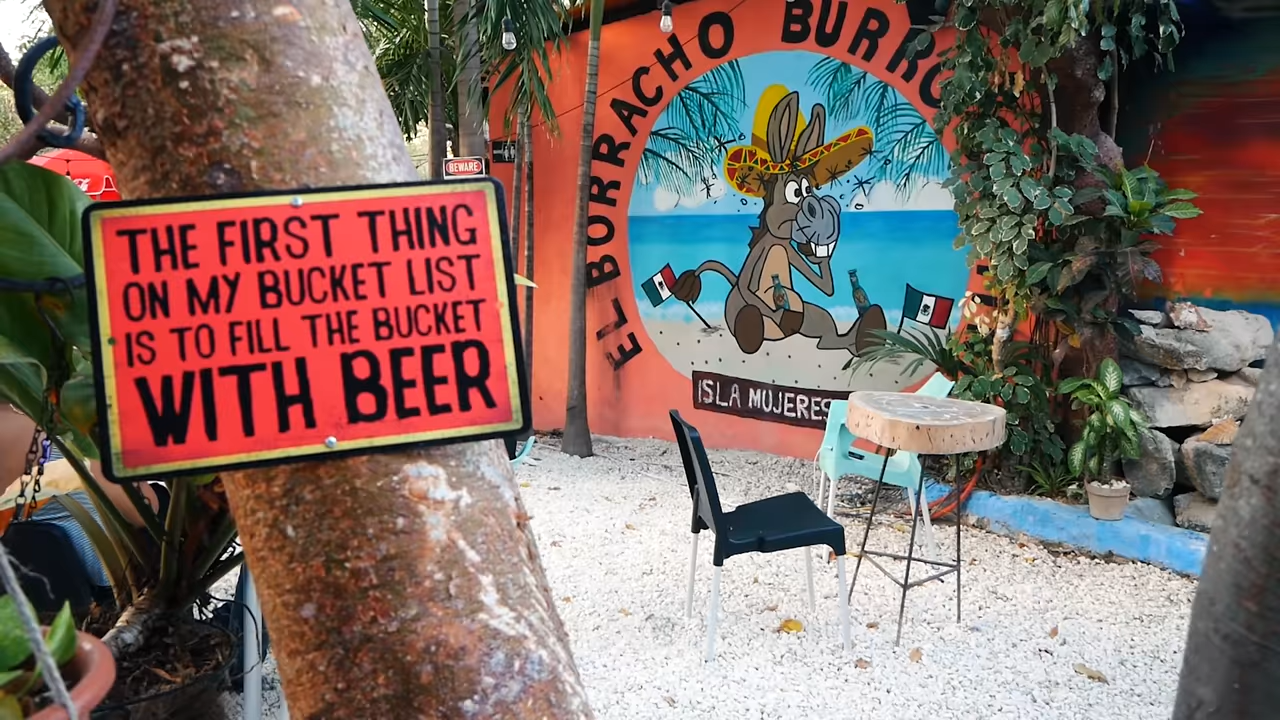 THE FIRST THING
ON MY BUCKET LIST
IS TO FILL THE BUCKET
WITH BEER
BEWARE
EL BORRACHO BURRO
ISLA MUJERES